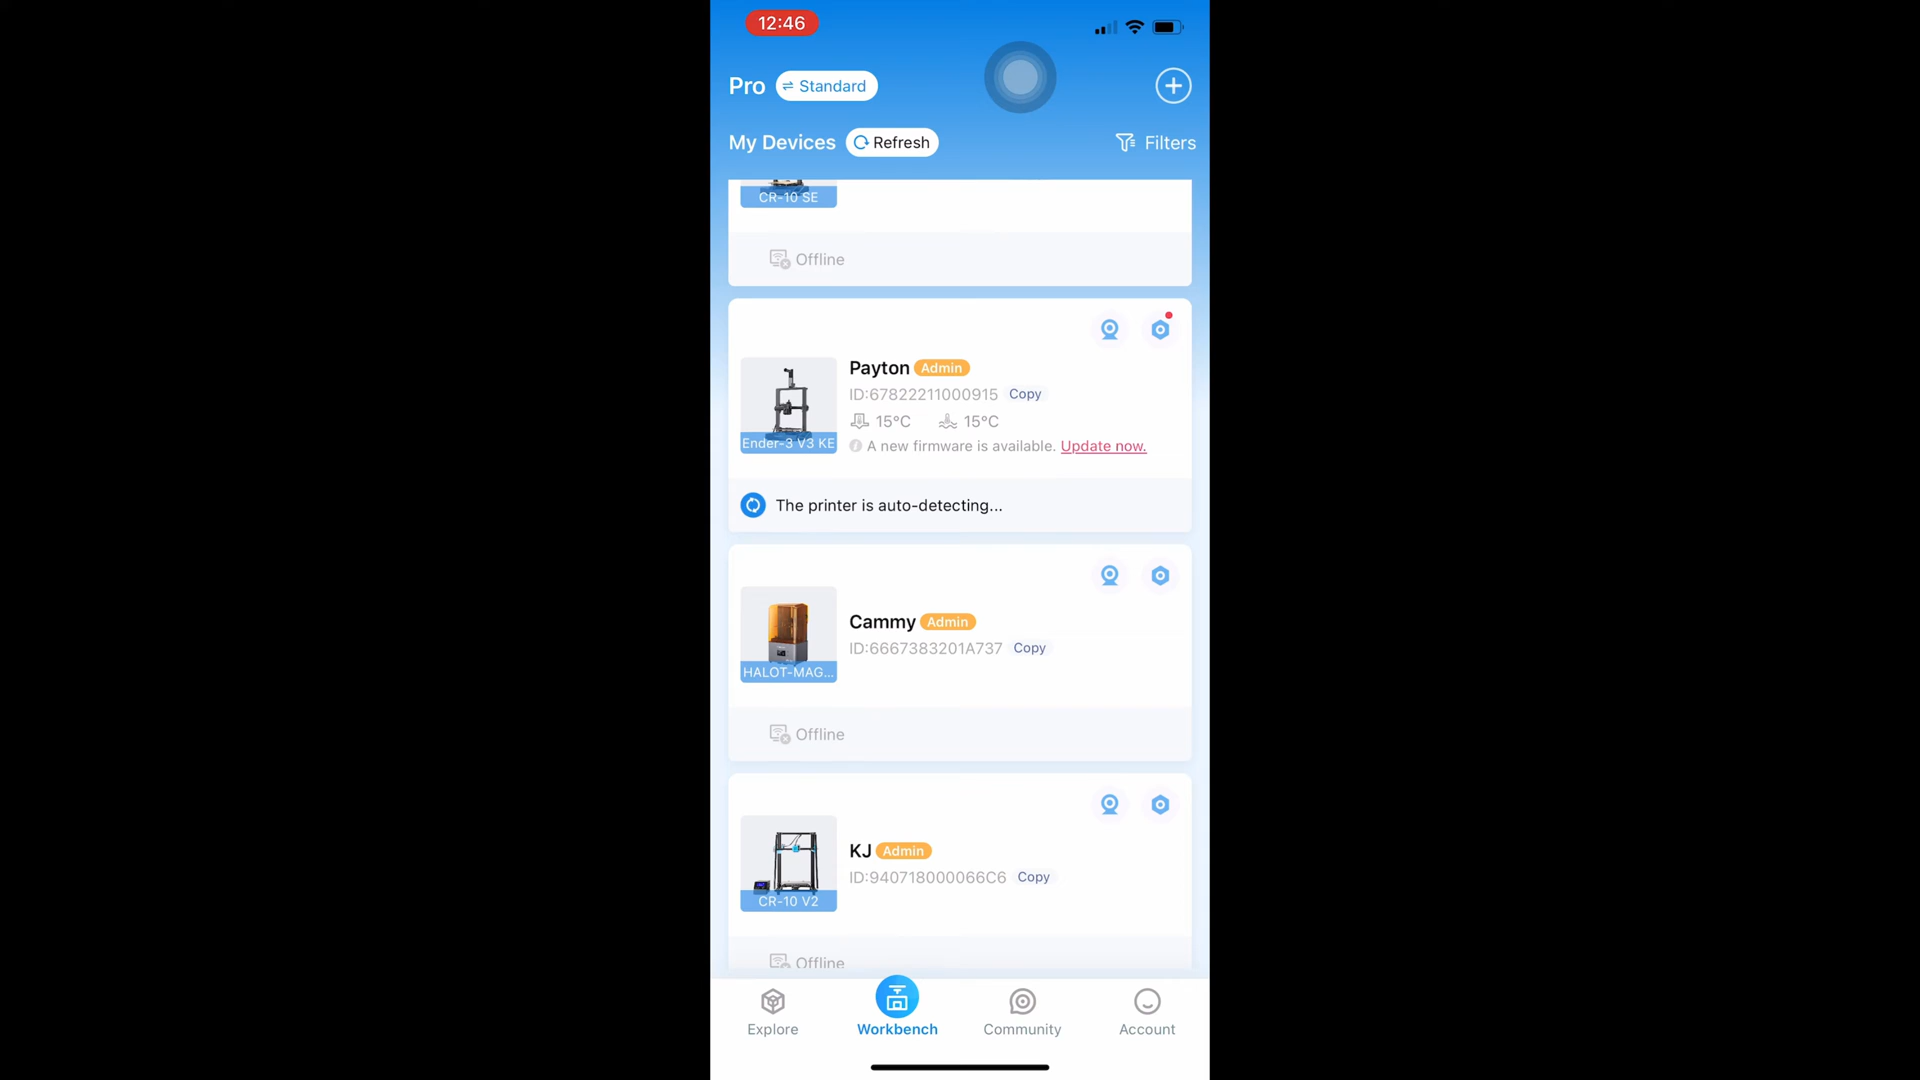 12:46
Pro
Standard
My Devices
Refresh
Filters
CR-10 SE
Offline
Payton Admin
ID:67822211000915 Copy
15°C 15°C
A new firmware is available. Update now.
Ender-3 V3 KE
The printer is auto-detecting...
Cammy Admin
ID:6667383201A737 Copy
HALOT-MAG...
Offline
KJ Admin
ID:940718000066C6 Copy
CR-10 V2
Offline
Explore
Workbench
Community
Account